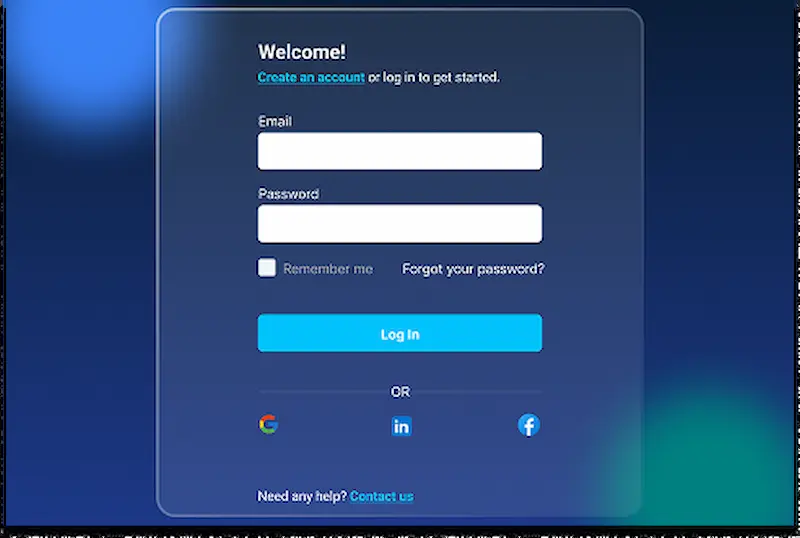 Welcome!
Create an account or log in to get started.
Email
Password
Remember me Forgot your password?
Log In
OR
in
f
Need any help? Contact us